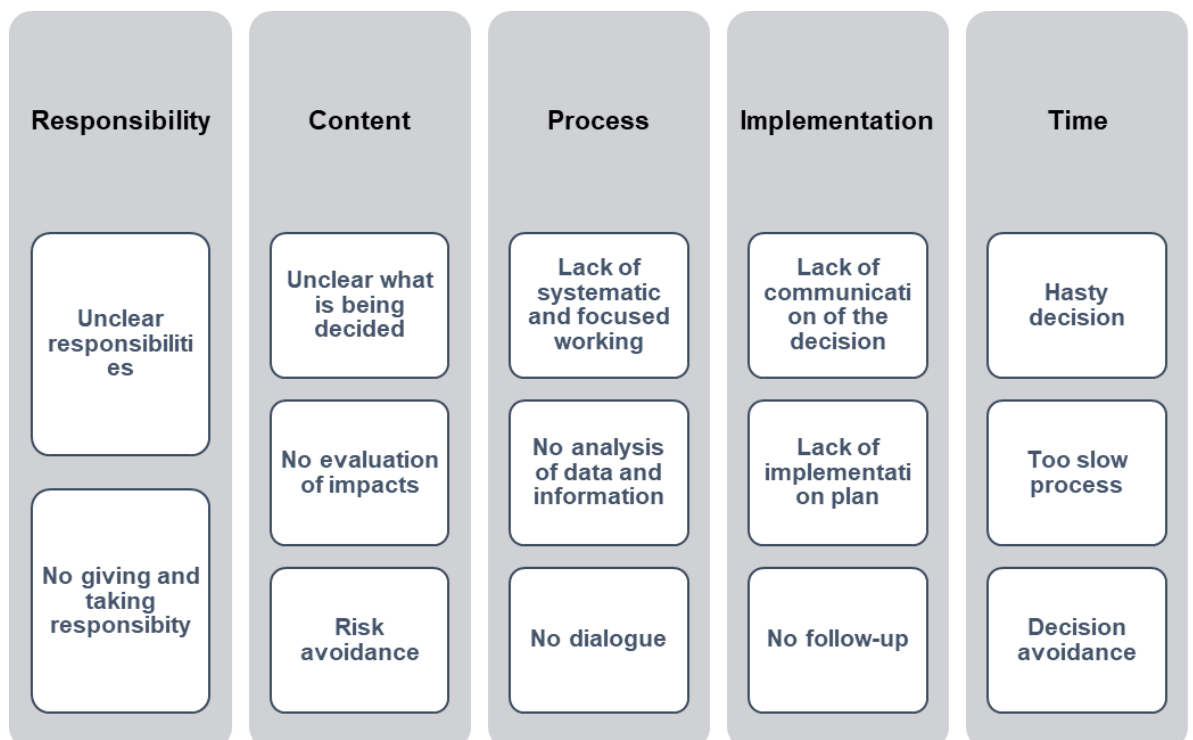 Responsibility
Unclear
responsibiliti
es
No giving and
taking
responsibity
Content
Unclear what
is being
decided
No evaluation
of impacts
Risk
avoidance
Process
Lack of
systematic
and focused
working
No analysis
of data and
information
No dialogue
Implementation
Lack of
communicati
on of the
decision
Lack of
implementati
on plan
No follow-up
Time
Hasty
decision
Too slow
process
Decision
avoidance